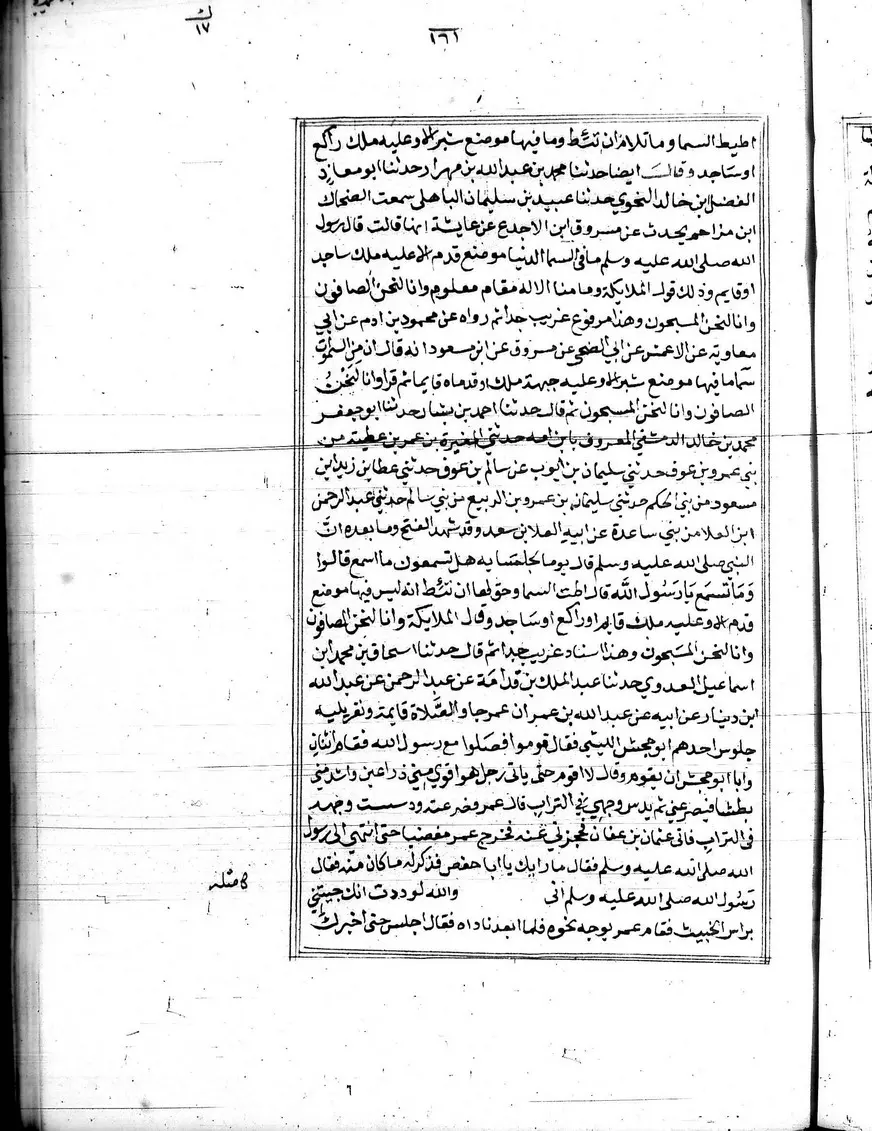 ك
١٧
١٦١
اطيط السما وما تلام ان تئط وما فيها موضع شبر الا وعليه ملك راكع
او ساجد وقال ايضا حدثنا محمد بن عبد الله بن مهراد حدثنا ابو معاذ
الفضل بن خالد النحوي حدثنا عبيد بن سليمان الباهلي سمعت الضحاك
ابن مزاحم يحدث عن مسروق ابن الاجدع عن عايشة انها قالت قال رسول
الله صلى الله عليه وسلم ما في السما الدنيا موضع قدم الا عليه ملك ساجد
او قايم وذلك قول الملايكة وما منا الا له مقام معلوم وانا لنحن الصافون
وانا لنحن المسبحون وهذا مرفوع غريب جدا ثم رواه عن محمود بن ادم عن ابي
معاوية عن الاعمش عن ابي الضحى عن مسروق عن ابن مسعود انه قال ان من السموات
سما ما فيها موضع شبر الا وعليه جبهة ملك او قدماه قايما ثم قرا وانا لنحن
الصافون وانا لنحن المسبحون ثم قال حدثنا احمد بن سيار حدثنا ابو جعفر
محمد بن خالد الدمشقي المعروف بابن امه حدثني المغيرة بن عمر بن عطية من
بني عمرو بن عوف حدثني سليمان بن ايوب عن سالم بن عوف حدثني عطا بن زيد ابن
مسعود من بني الحكم حدثني سليمان بن عمرو بن الربيع من بني سالم حدثني عبد الرحمن
ابن العلا من بني ساعدة عن ابيه العلا بن سعد وقد شهد الفتح وما بعده ان
النبي صلى الله عليه وسلم قال يوما لجلسايه هل تسمعون ما اسمع قالوا
وما تسمع يا رسول الله قال اطت السما وحق لها ان تئط انه ليس فيها موضع
قدم الا وعليه ملك قايم او راكع او ساجد وقال الملايكة وانا لنحن الصافون
وانا لنحن المسبحون وهذا اسناد غريب جدا ثم قال حدثنا اسحاق بن محمد ابن
اسماعيل العدوي حدثنا عبد الملك بن قدامة عن عبد الرحمن عن عبد الله
ابن دينار عن ابيه عن عبد الله بن عمر ان عمر جا والصلاة قايمة ونفر ثلاثة
جلوس احدهم ابو جحش الليثي فقال قوموا فصلوا مع رسول الله فقام اثنان
وابا ابو جحش ان يقوم وقال لا اقوم حتى ياتي رجل هو اقوي مني ذراعين واشد مني
بطشا فيصرعني ثم يدس وجهي في التراب قال عمر فصرعته ودسست وجهه
في التراب فاتى عثمان بن عفان فحجزني عنه فخرج عمر مغضبا حتى انتهي الى رسول
الله صلى الله عليه وسلم فقال ما رابك يا ابا حفص فذكر له ما كان منه فقال
رسول الله صلى الله عليه وسلم اني والله لوددت انك جيتني
براس الخبيث فقام عمر يوجه نحوه فلما ابعد ناداه فقال اجلس حتى اخبرك